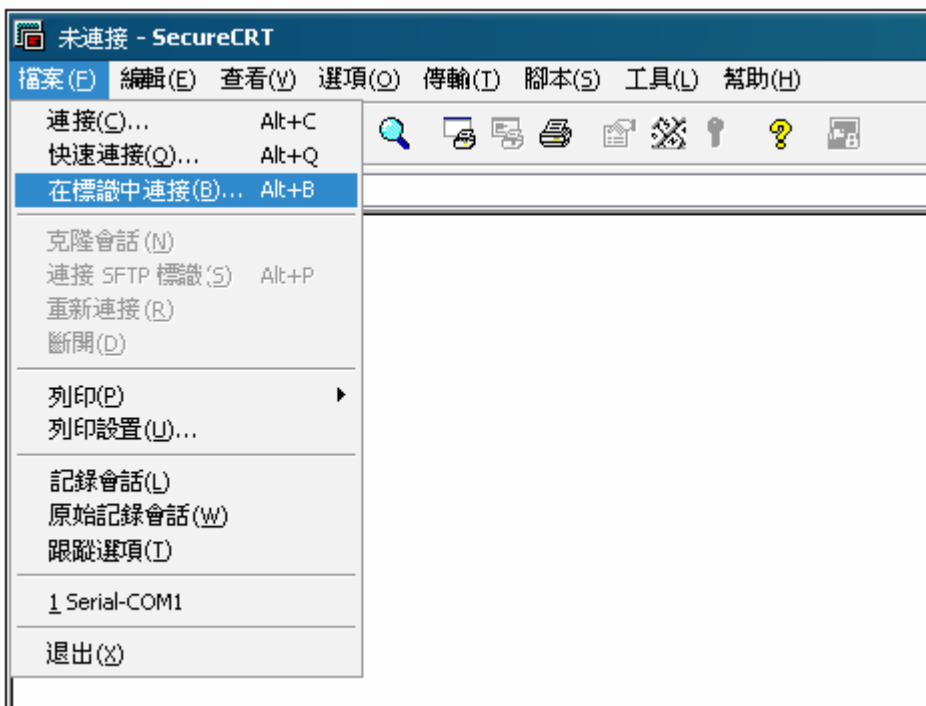 未連接 - SecureCRT
檔案(F) 編輯(E) 查看(V) 選項(O) 傳輸(T) 腳本(S) 工具(L) 幫助(H)
連接(C)... Alt+C
快速連接(Q)... Alt+Q
在標識中連接(B)... Alt+B
克隆會話(N)
連接 SFTP 標識(S) Alt+P
重新連接(R)
斷開(D)
列印(P)
列印設置(U)...
記錄會話(L)
原始記錄會話(W)
跟蹤選項(T)
1 Serial-COM1
退出(X)